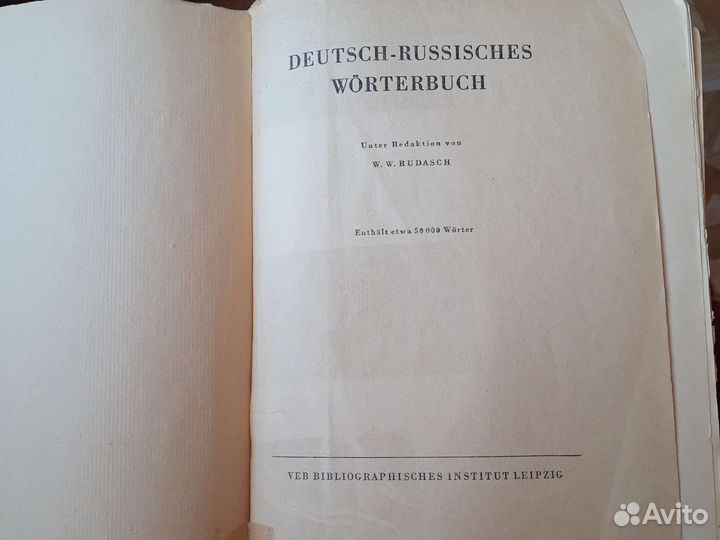 DEUTSCH-RUSSISCHES
WÖRTERBUCH
Unter Redaktion von
W. W. RUDASCH
Enthält etwa 50 000 Wörter
VEB BIBLIOGRAPHISCHES INSTITUT LEIPZIG
Avito